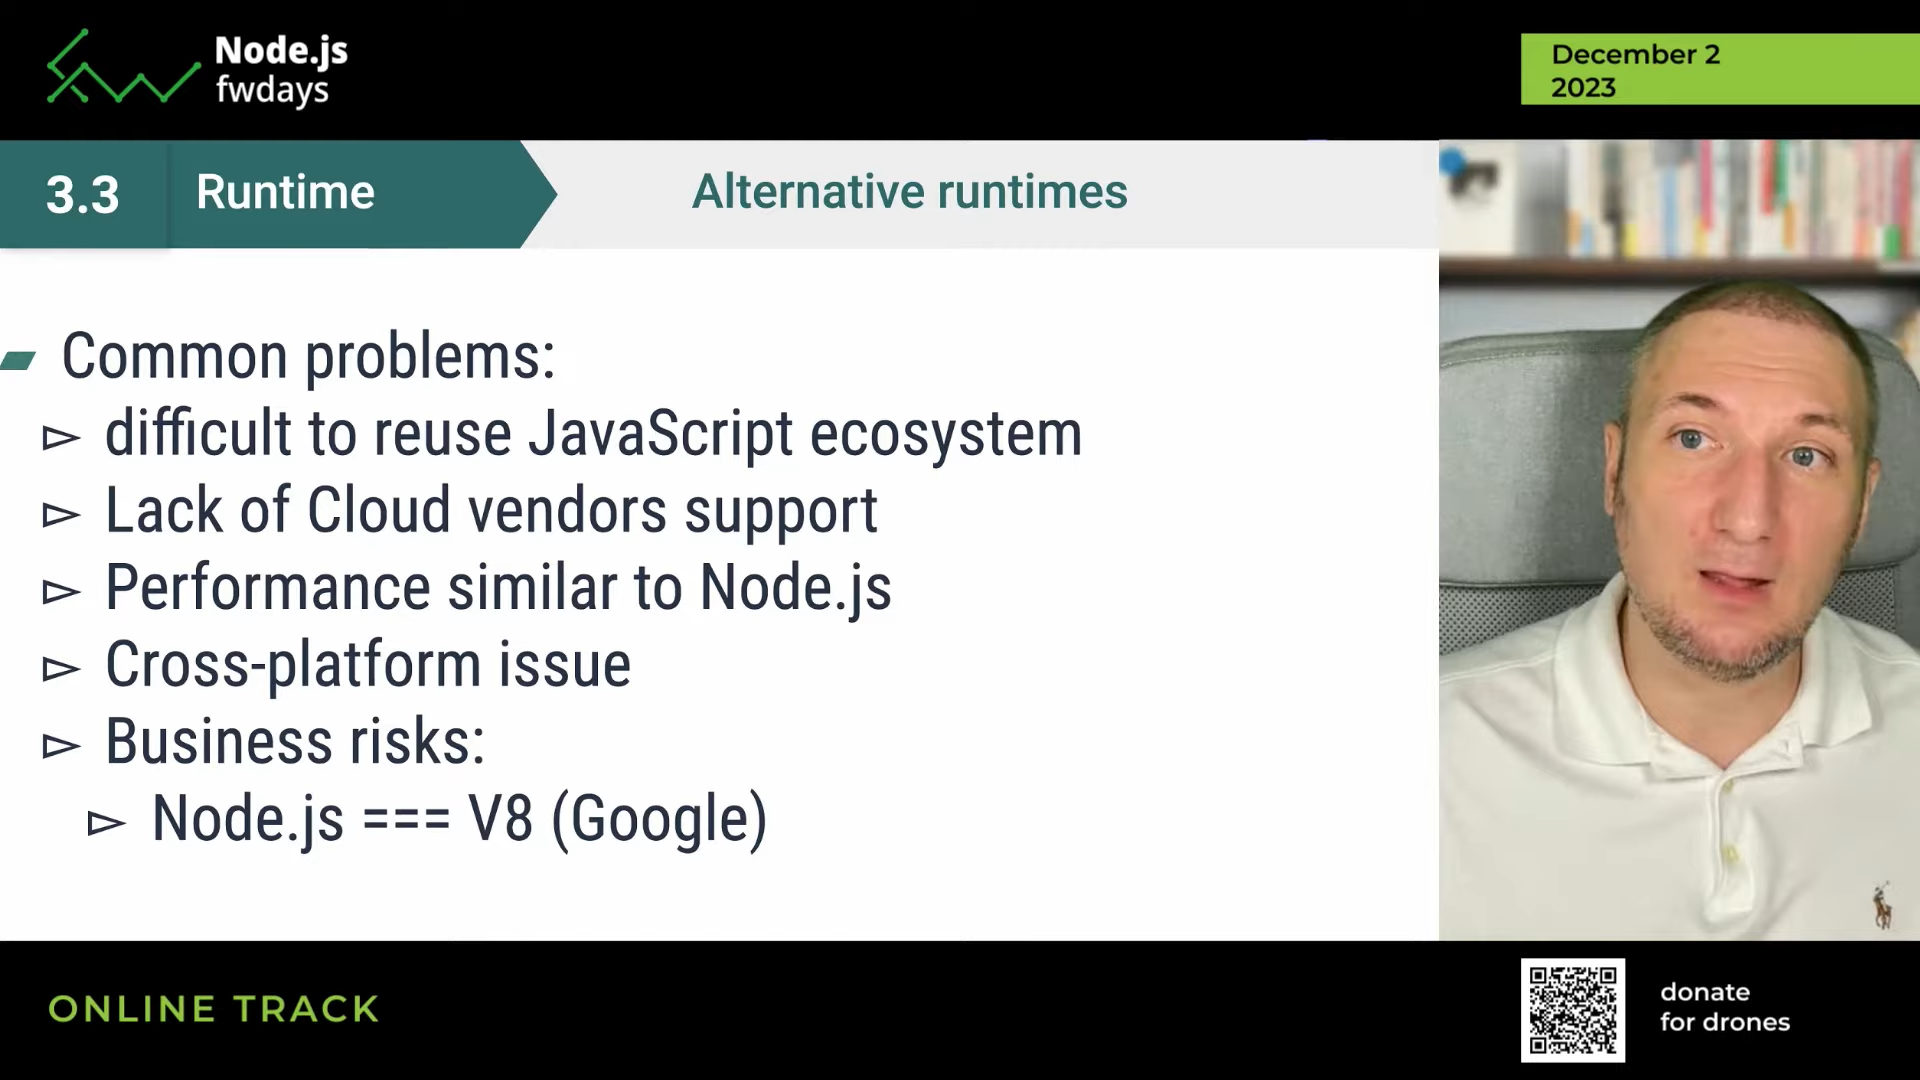 Node.js
fwdays
December 2
2023
3.3 Runtime Alternative runtimes
Common problems:
difficult to reuse JavaScript ecosystem
Lack of Cloud vendors support
Performance similar to Node.js
Cross-platform issue
Business risks:
Node.js === V8 (Google)
ONLINE TRACK
donate
for drones